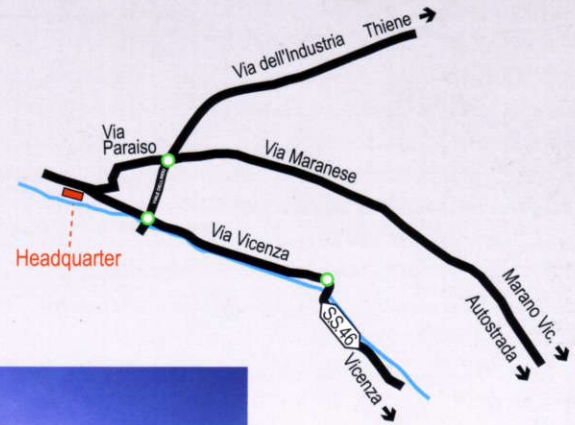 Thiene
Via dell'Industria
Via
Paraiso
Via Maranese
Via Vicenza
Headquarter
SS.46
Marano Vic.
Autostrada
Vicenza